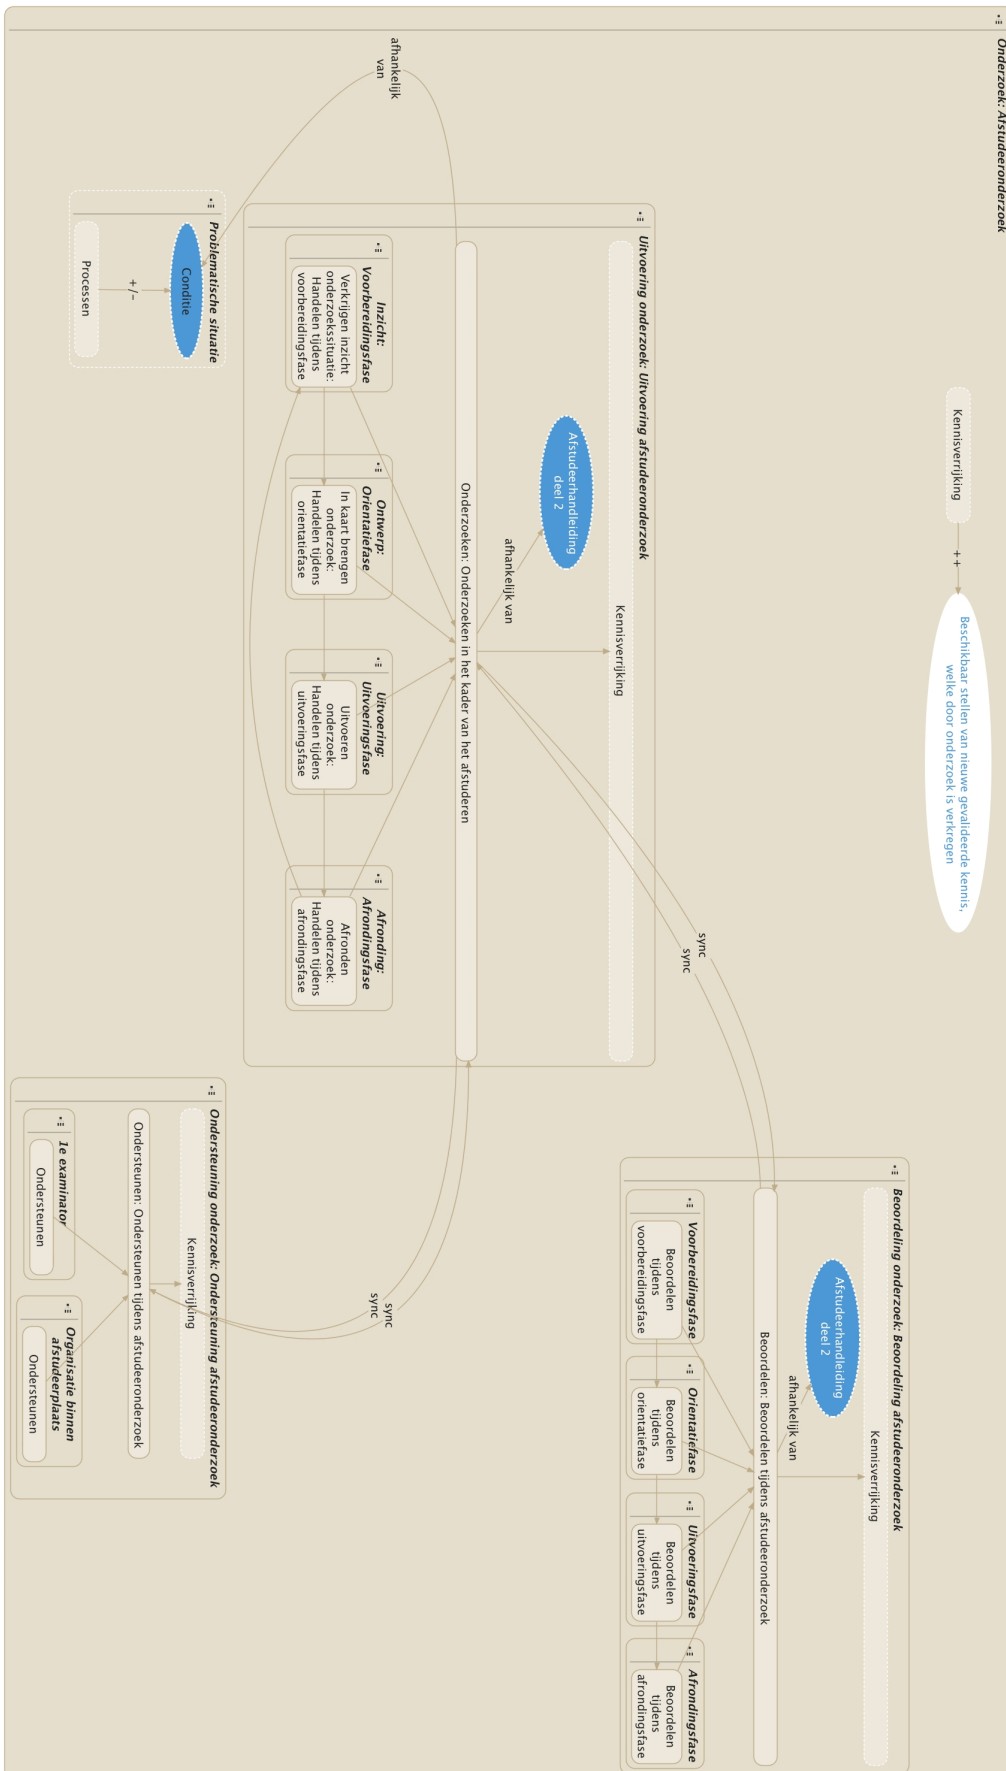 Onderzoek: Afstudeeronderzoek
Kennisverrijking
++
Beschikbaar stellen van nieuwe gevalideerde kennis,
welke door onderzoek is verkregen
Uitvoering onderzoek: Uitvoering afstudeeronderzoek
Kennisverrijking
Afstudeerhandleiding
deel 2
afhankelijk van
Onderzoeken: Onderzoeken in het kader van het afstuderen
Inzicht:
Voorbereidingsfase
Verkrijgen inzicht
onderzoekssituatie:
Handelen tijdens
voorbereidingsfase
Ontwerp:
Orientatiefase
In kaart brengen
onderzoek:
Handelen tijdens
orientatiefase
Uitvoering:
Uitvoeringsfase
Uitvoeren
onderzoek:
Handelen tijdens
uitvoeringsfase
Afronding:
Afrondingsfase
Afronden
onderzoek:
Handelen tijdens
afrondingsfase
afhankelijk
van
Problematische situatie
Conditie
+/-
Processen
sync
sync
Beoordeling onderzoek: Beoordeling afstudeeronderzoek
Kennisverrijking
Afstudeerhandleiding
deel 2
afhankelijk van
Beoordelen: Beoordelen tijdens afstudeeronderzoek
Voorbereidingsfase
Beoordelen
tijdens
voorbereidingsfase
Orientatiefase
Beoordelen
tijdens
orientatiefase
Uitvoeringsfase
Beoordelen
tijdens
uitvoeringsfase
Afrondingsfase
Beoordelen
tijdens
afrondingsfase
sync
sync
Ondersteuning onderzoek: Ondersteuning afstudeeronderzoek
Kennisverrijking
Ondersteunen: Ondersteunen tijdens afstudeeronderzoek
1e examinator
Ondersteunen
Organisatie binnen
afstudeerplaats
Ondersteunen